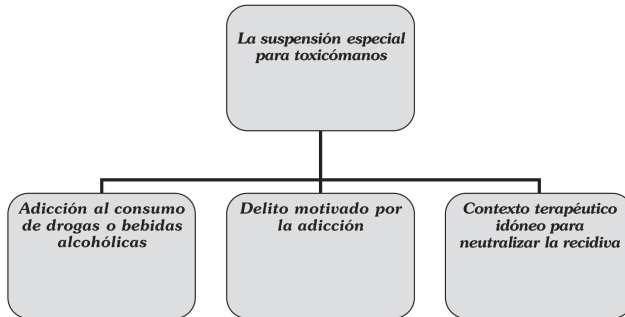 La suspensión especial
para toxicómanos
Adicción al consumo
de drogas o bebidas
alcohólicas
Delito motivado por
la adicción
Contexto terapéutico
idóneo para
neutralizar la recidiva